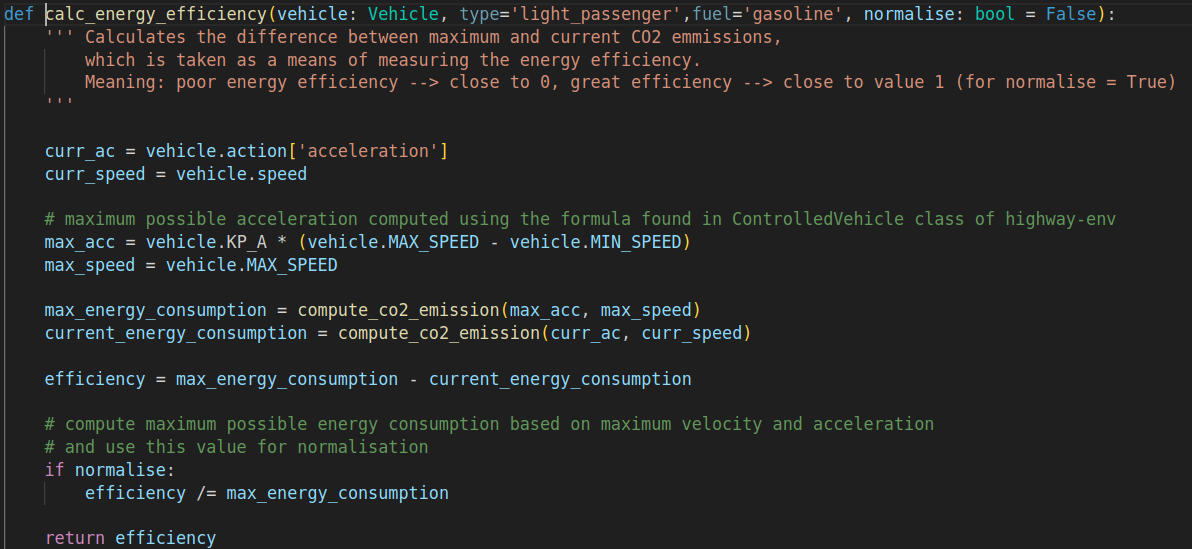 def calc_energy_efficiency(vehicle: Vehicle, type='light_passenger',fuel='gasoline', normalise: bool = False):
    ''' Calculates the difference between maximum and current CO2 emmissions,
        which is taken as a means of measuring the energy efficiency.
        Meaning: poor energy efficiency --> close to 0, great efficiency --> close to value 1 (for normalise = True)
    '''
    curr_ac = vehicle.action['acceleration']
    curr_speed = vehicle.speed
    # maximum possible acceleration computed using the formula found in ControlledVehicle class of highway-env
    max_acc = vehicle.KP_A * (vehicle.MAX_SPEED - vehicle.MIN_SPEED)
    max_speed = vehicle.MAX_SPEED
    max_energy_consumption = compute_co2_emission(max_acc, max_speed)
    current_energy_consumption = compute_co2_emission(curr_ac, curr_speed)
    efficiency = max_energy_consumption - current_energy_consumption
    # compute maximum possible energy consumption based on maximum velocity and acceleration
    # and use this value for normalisation
    if normalise:
        efficiency /= max_energy_consumption
    return efficiency